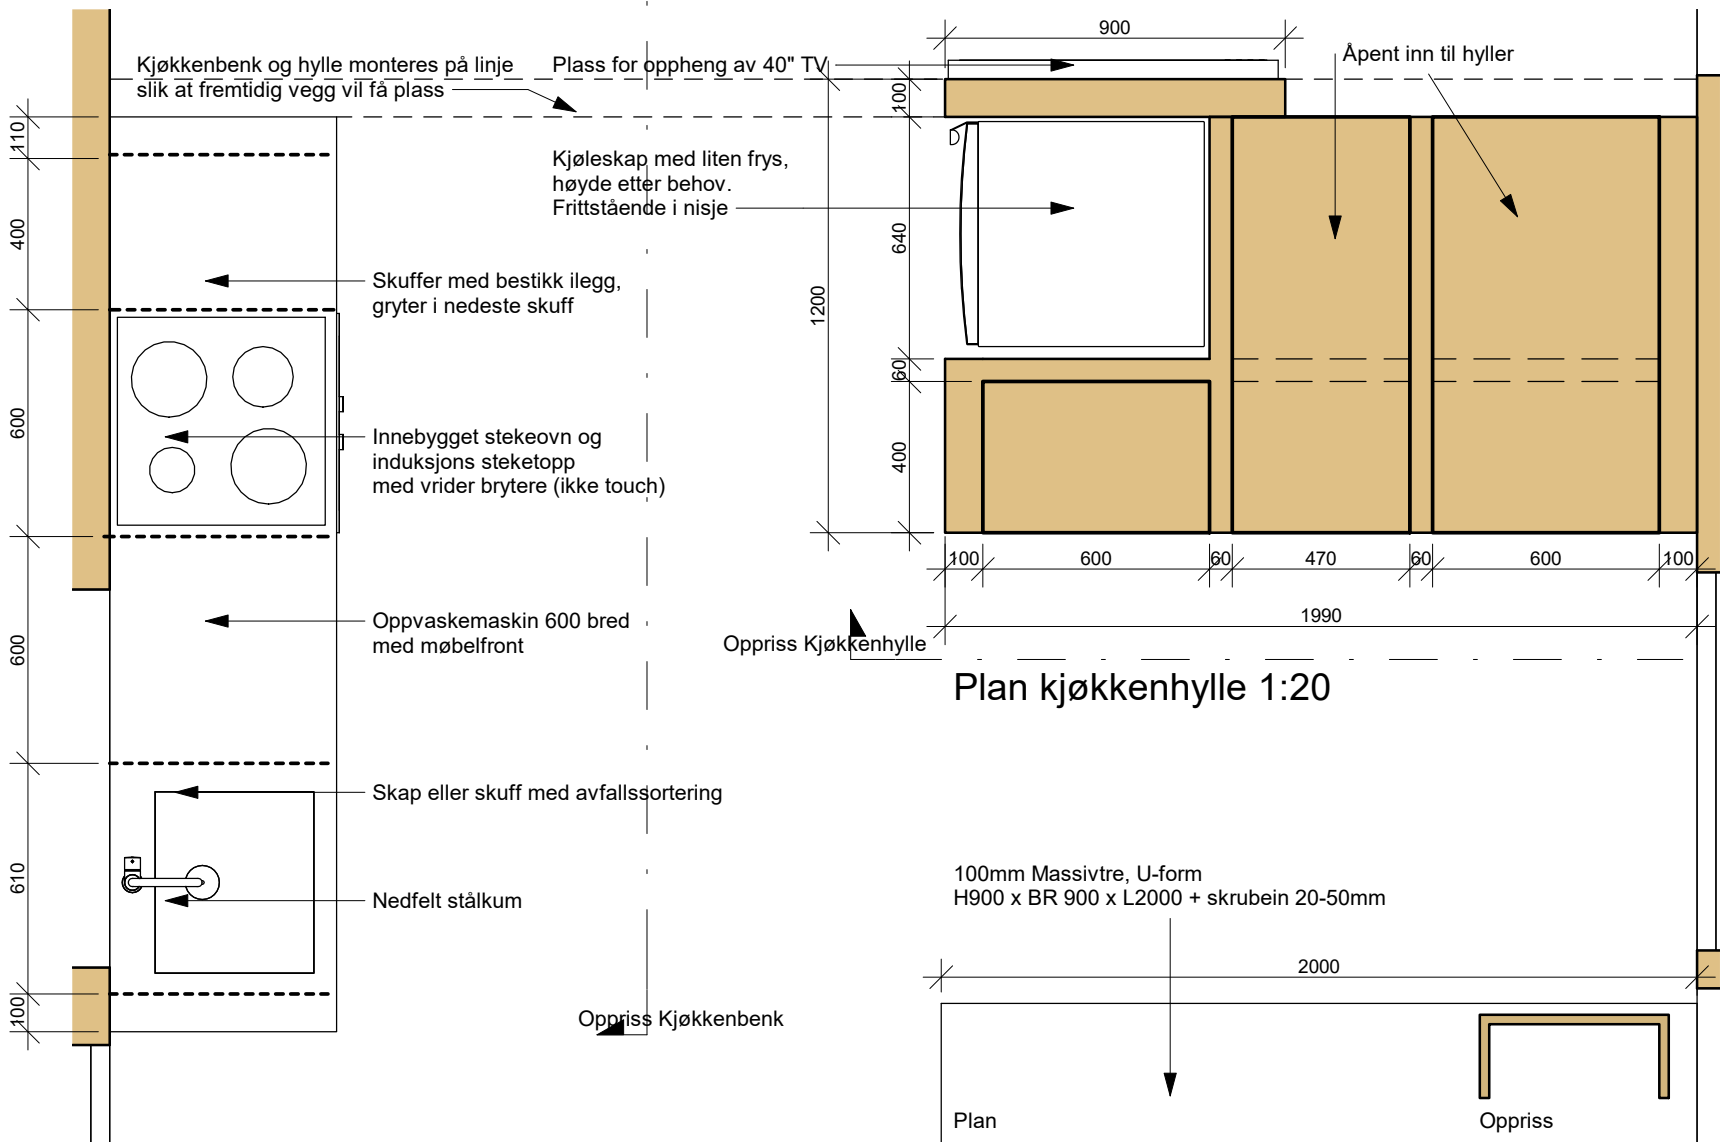 900
Kjøkkenbenk og hylle monteres på linje
slik at fremtidig vegg vil få plass
Plass for oppheng av 40" TV
Åpent inn til hyller
100
110
Kjøleskap med liten frys,
høyde etter behov.
Frittstående i nisje
400
640
1200
Skuffer med bestikk ilegg,
gryter i nedeste skuff
60
600
Innebygget stekeovn og
induksjons steketopp
med vrider brytere (ikke touch)
400
100
600
60
470
60
600
100
1990
600
Oppvaskemaskin 600 bred
med møbelfront
Oppriss Kjøkkenhylle
Plan kjøkkenhylle 1:20
Skap eller skuff med avfallssortering
610
Nedfelt stålkum
100mm Massivtre, U-form
H900 x BR 900 x L2000 + skrubein 20-50mm
2000
100
Oppriss Kjøkkenbenk
Plan
Oppriss